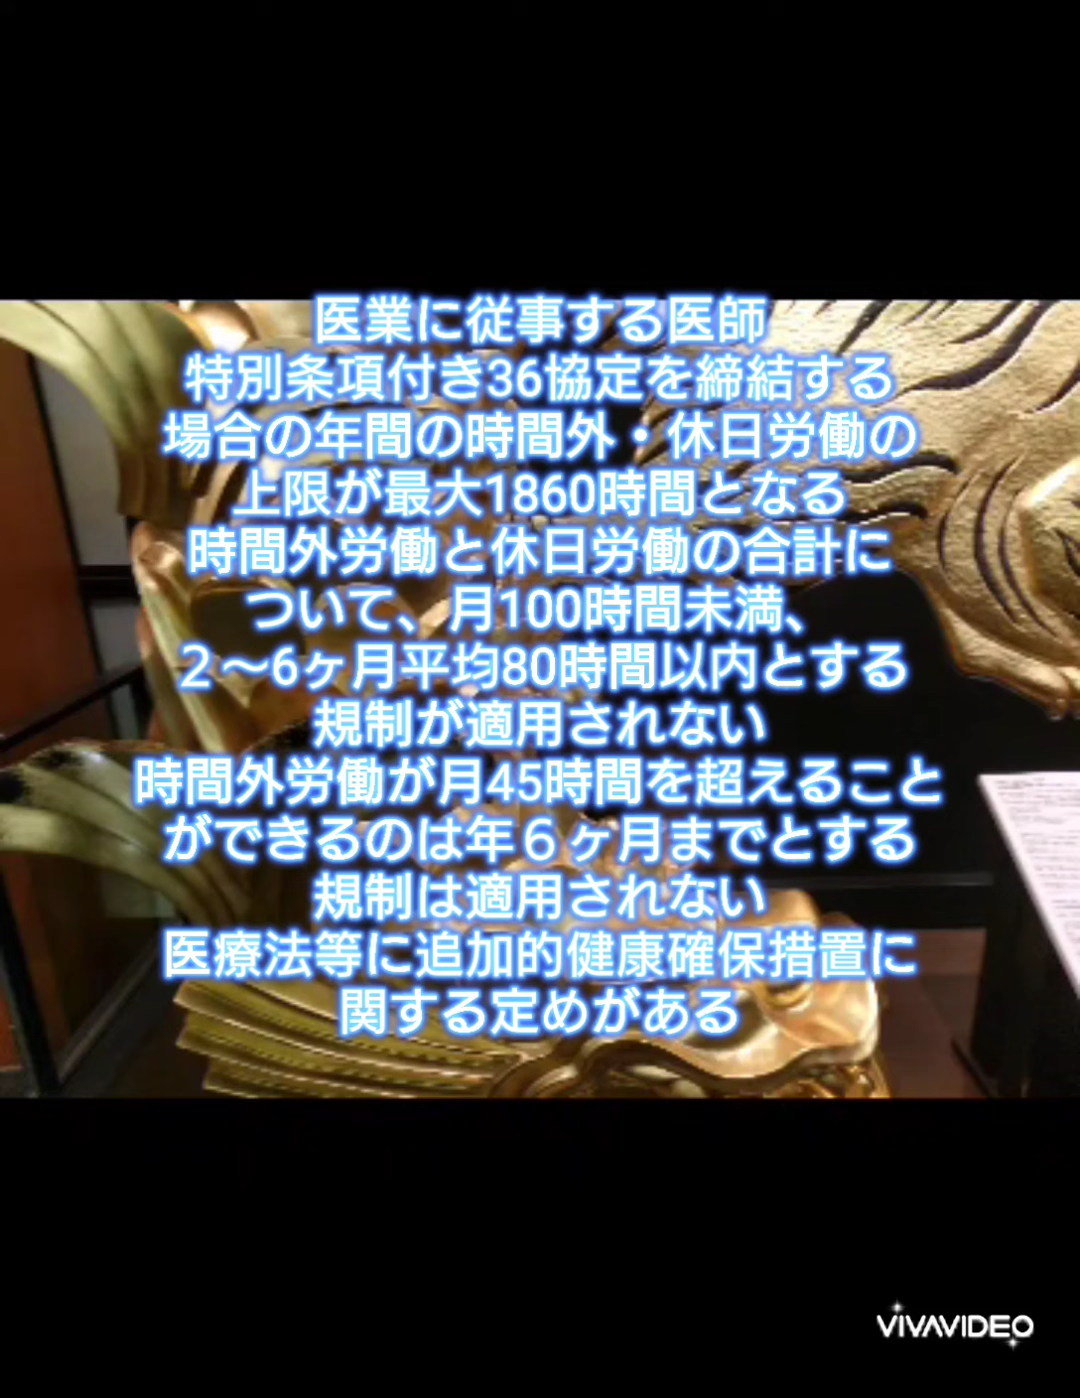 医業に従事する医師
特別条項付き36協定を締結する
場合の年間の時間外・休日労働の
上限が最大1860時間となる
時間外労働と休日労働の合計に
ついて、月100時間未満、
２～6ヶ月平均80時間以内とする
規制が適用されない
時間外労働が月45時間を超えること
ができるのは年６ヶ月までとする
規制は適用されない
医療法等に追加的健康確保措置に
関する定めがある
VIVAVIDEO